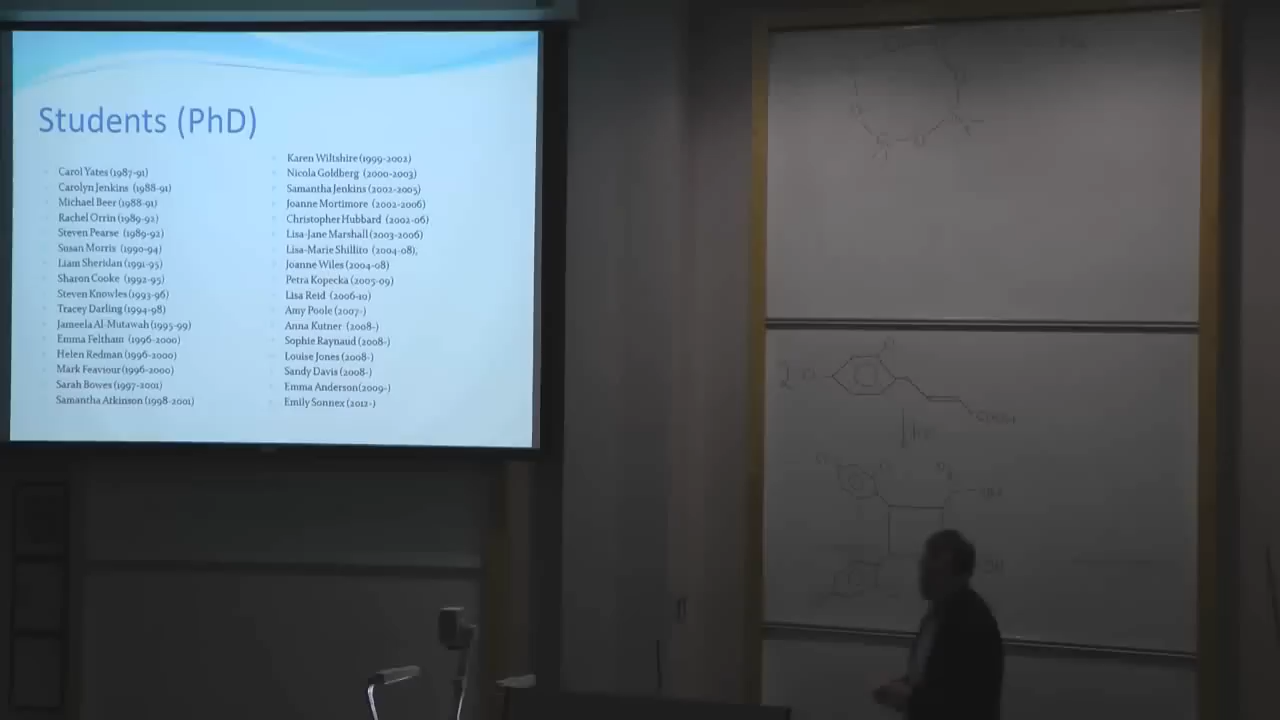 Students (PhD)
Carol Yates (1987-91)
Carolyn Jenkins (1988-91)
Michael Beer (1988-91)
Rachel Orrin (1989-92)
Steven Pearse (1989-92)
Susan Morris (1990-94)
Liam Sheridan (1991-95)
Sharon Cooke (1992-95)
Steven Knowles (1993-96)
Tracey Darling (1994-98)
Jameela Al-Mutawah (1995-99)
Emma Feltham (1996-2000)
Helen Redman (1996-2000)
Mark Feaviour (1996-2000)
Sarah Bowes (1997-2001)
Samantha Atkinson (1998-2001)
Karen Wiltshire (1999-2002)
Nicola Goldberg (2000-2003)
Samantha Jenkins (2002-2005)
Joanne Mortimore (2002-2006)
Christopher Hubbard (2002-06)
Lisa-Jane Marshall (2003-2006)
Lisa-Marie Shillito (2004-08),
Joanne Wiles (2004-08)
Petra Kopecka (2005-09)
Lisa Reid (2006-10)
Amy Poole (2007-)
Anna Kutner (2008-)
Sophie Raynaud (2008-)
Louise Jones (2008-)
Sandy Davis (2008-)
Emma Anderson(2009-)
Emily Sonnex (2012-)